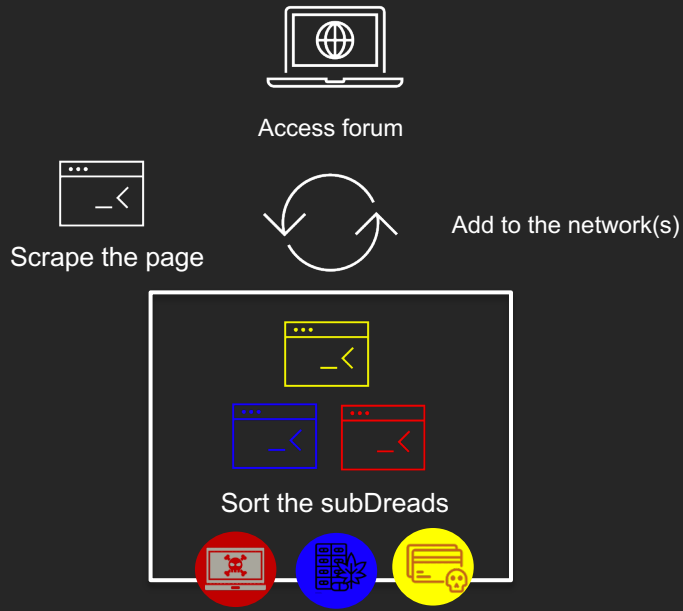 Access forum
Add to the network(s)
Scrape the page
Sort the subDreads